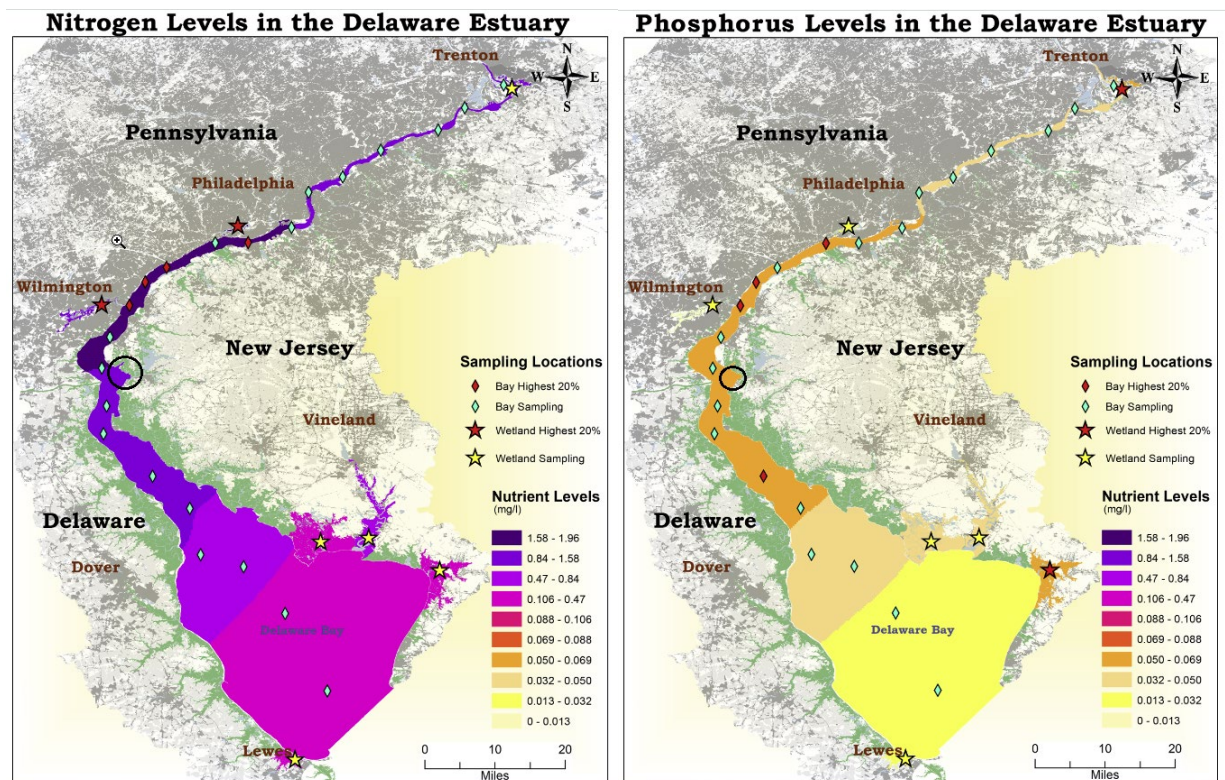 Nitrogen Levels in the Delaware Estuary
Trenton
N
W
E
S
Pennsylvania
Philadelphia
Wilmington
New Jersey
Sampling Locations
Bay Highest 20%
Bay Sampling
Vineland
Wetland Highest 20%
Wetland Sampling
Nutrient Levels
(mg/l)
Delaware
1.58 - 1.96
0.84 - 1.58
Dover
0.47 - 0.84
0.106 - 0.47
0.088 - 0.106
Delaware Bay
0.069 - 0.088
0.050 - 0.069
0.032 - 0.050
0.013 - 0.032
0 - 0.013
Lewes
0 10 20
Miles
Phosphorus Levels in the Delaware Estuary
Trenton
N
W
E
S
Pennsylvania
Philadelphia
Wilmington
New Jersey
Sampling Locations
Bay Highest 20%
Bay Sampling
Vineland
Wetland Highest 20%
Wetland Sampling
Nutrient Levels
(mg/l)
Delaware
1.58 - 1.96
0.84 - 1.58
Dover
0.47 - 0.84
0.106 - 0.47
0.088 - 0.106
Delaware Bay
0.069 - 0.088
0.050 - 0.069
0.032 - 0.050
0.013 - 0.032
0 - 0.013
Lewes
0 10 20
Miles